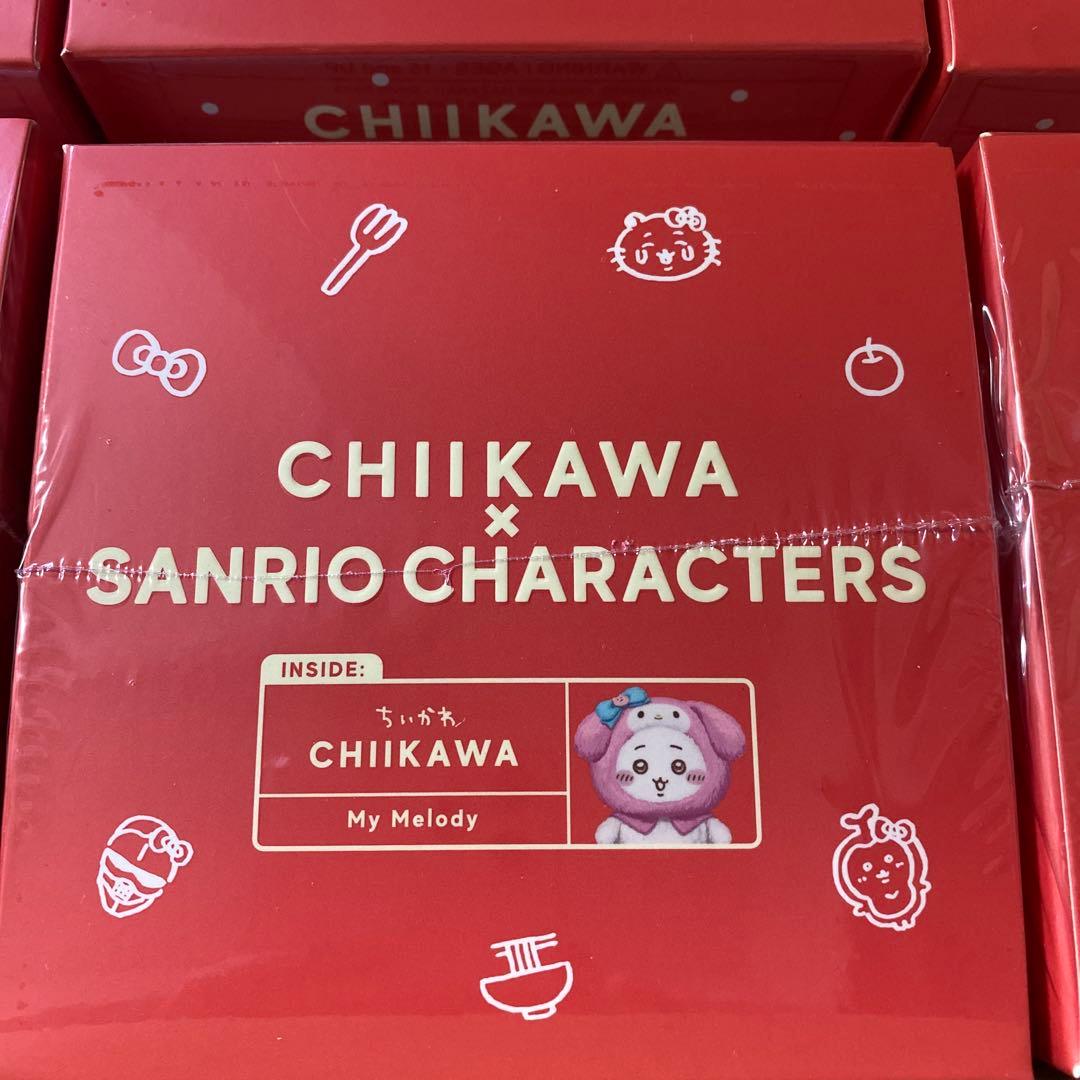 CHIIKAWA
CHIIKAWA
×
SANRIO CHARACTERS
INSIDE:
ちいかわ
CHIIKAWA
My Melody